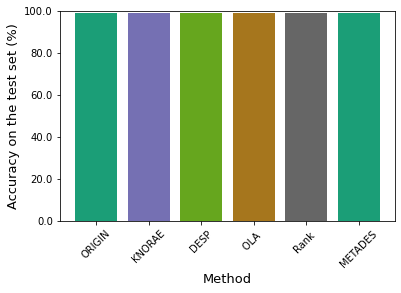 Accuracy on the test set (%)
100.0
80.0
60.0
40.0
20.0
0.0
ORIGIN
KNORAE
DESP
OLA
Rank
METADES
Method